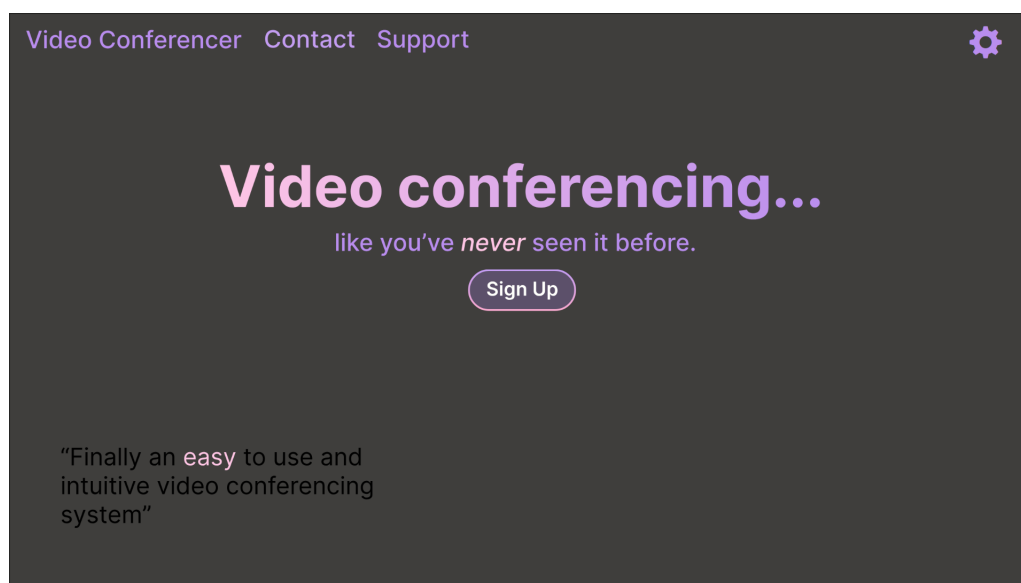 Video Conferencer Contact Support
Video conferencing...
like you’ve never seen it before.
Sign Up
“Finally an easy to use and
intuitive video conferencing
system”